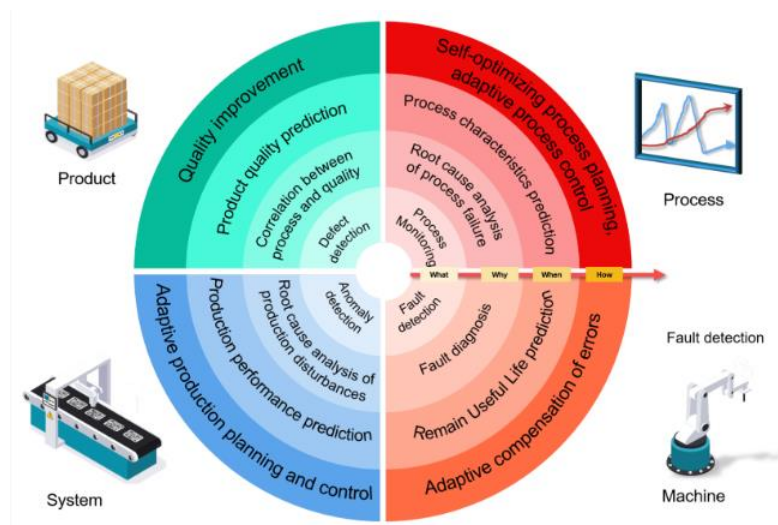 Quality improvement
Product quality prediction
Correlation between
process and quality
Defect
detection
Product
Self-optimizing process planning,
adaptive process control
Process characteristics prediction
Root cause analysis
of process failure
Process
Monitoring
Process
What
Why
When
How
Anomaly
detection
Root cause analysis of
production disturbances
Production performance prediction
Adaptive production planning and control
System
Fault
detection
Fault diagnosis
Remain Useful Life prediction
Adaptive compensation of errors
Fault detection
Machine